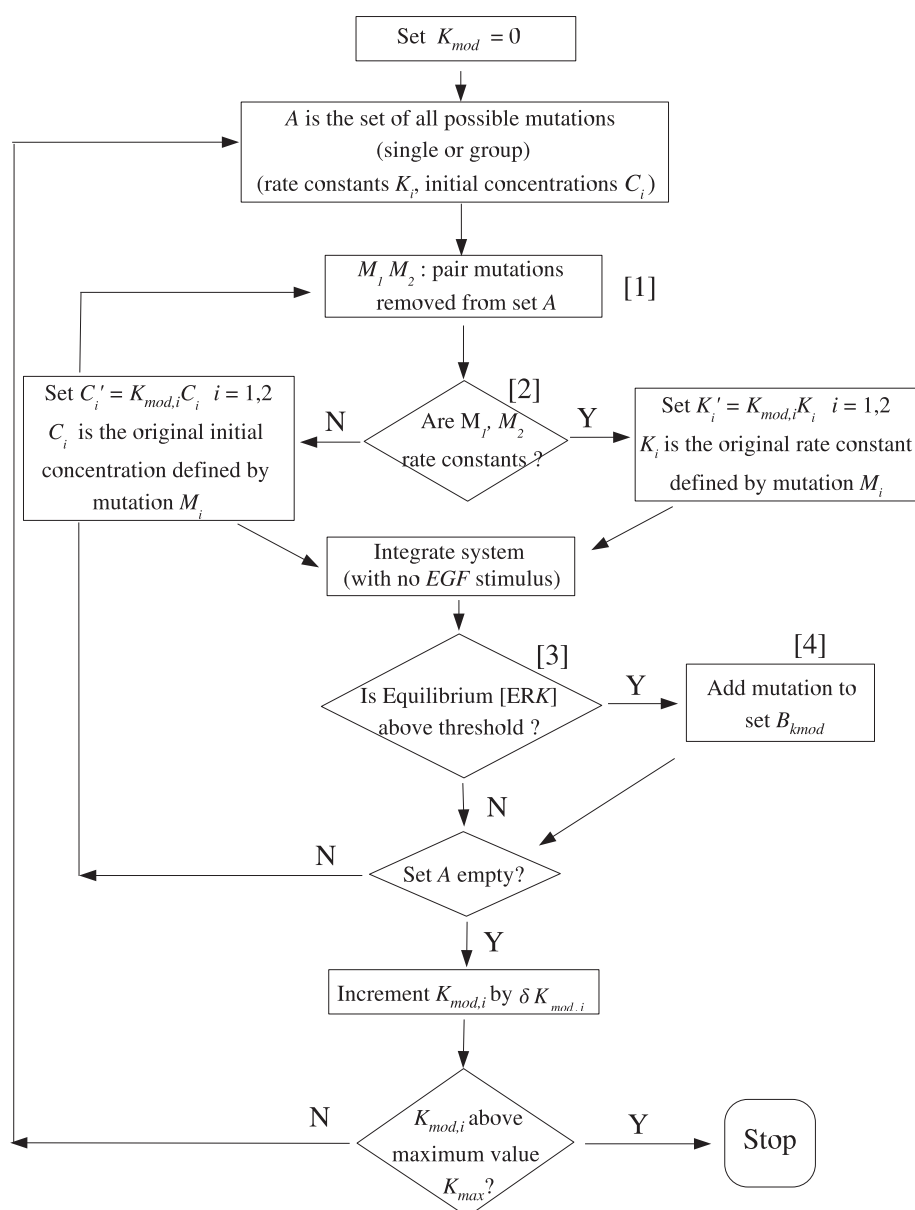 Set K_mod = 0
A is the set of all possible mutations
(single or group)
(rate constants K_i, initial concentrations C_i)
M_1 M_2 : pair mutations
removed from set A
[1]
[2]
Are M_1, M_2
rate constants ?
N
Y
Set C_i' = K_mod,i C_i i = 1,2
C_i is the original initial
concentration defined by
mutation M_i
Set K_i' = K_mod,i K_i i = 1,2
K_i is the original rate constant
defined by mutation M_i
Integrate system
(with no EGF stimulus)
[3]
Is Equilibrium [ERK]
above threshold ?
Y
[4]
Add mutation to
set B_kmod
N
Set A empty?
N
Y
Increment K_mod,i by δ K_mod,i
K_mod,i above
maximum value
K_max?
N
Y
Stop